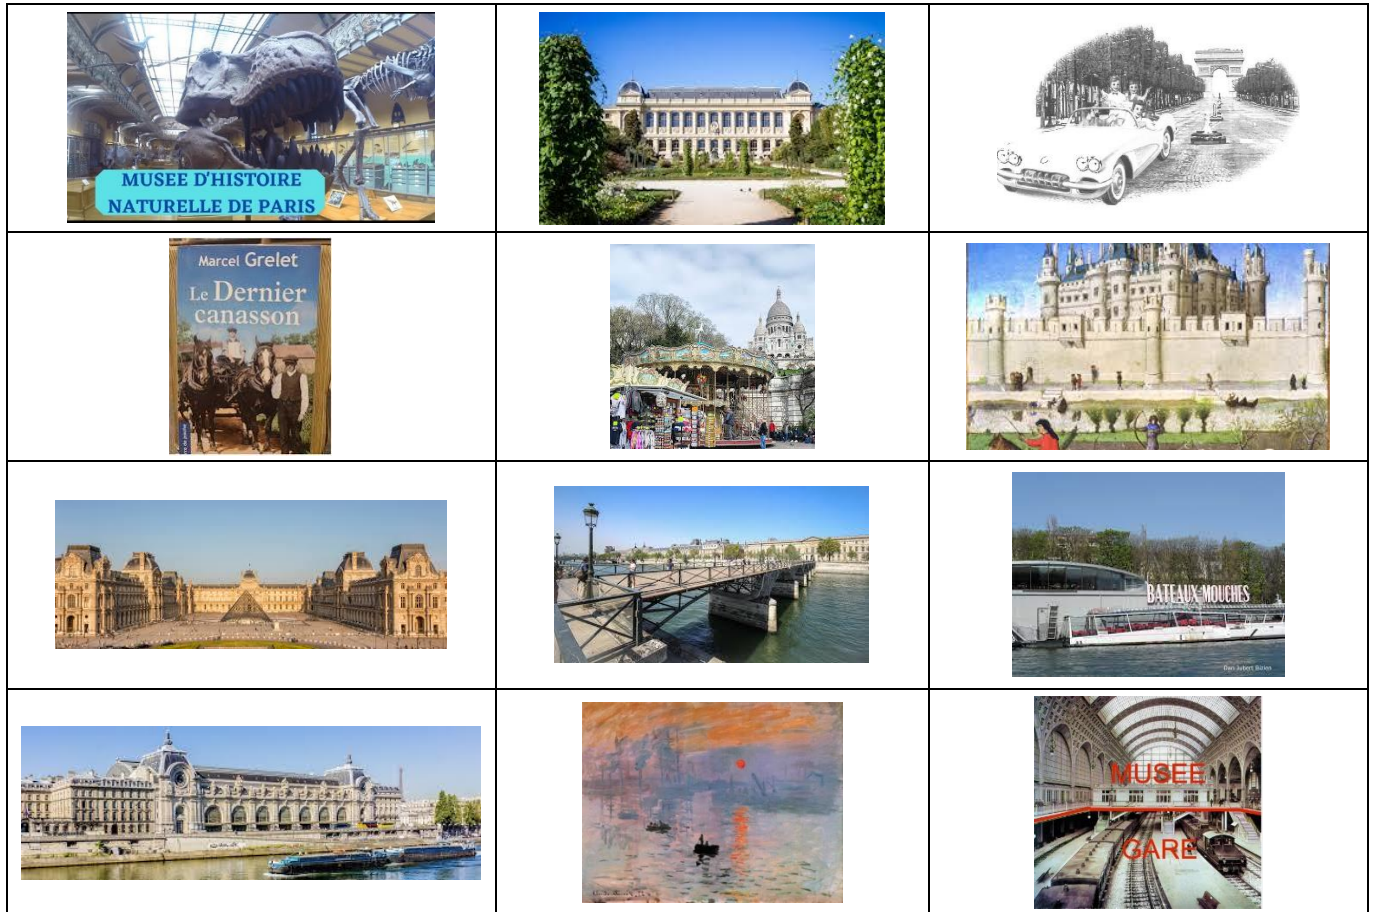 MUSEE D'HISTOIRE
NATURELLE DE PARIS
Marcel Grelet
Le Dernier
canasson
BATEAUX MOUCHES
MUSEE
GARE